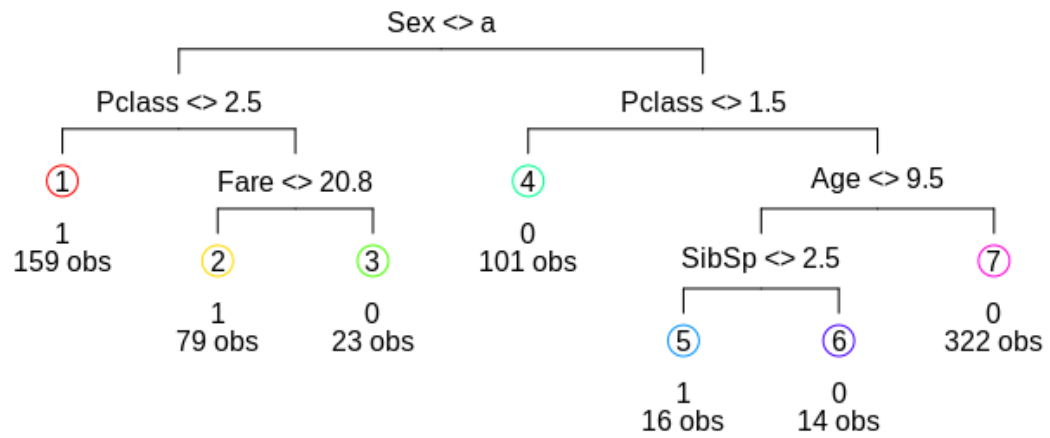 Sex <> a
Pclass <> 2.5
Pclass <> 1.5
1
Fare <> 20.8
4
Age <> 9.5
1
159 obs
2
3
0
101 obs
SibSp <> 2.5
7
1
79 obs
0
23 obs
5
6
0
322 obs
1
16 obs
0
14 obs